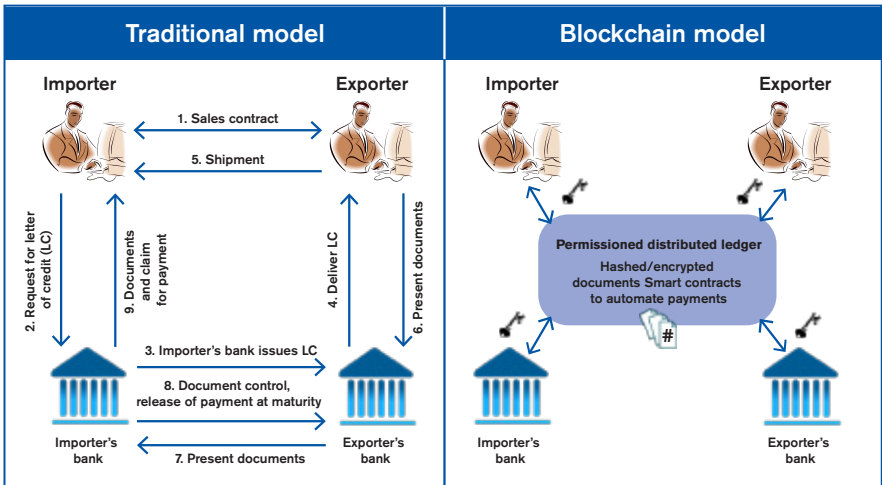 Traditional model
Blockchain model
Importer
Exporter
1. Sales contract
5. Shipment
2. Request for letter
of credit (LC)
9. Documents
and claim
for payment
4. Deliver LC
6. Present documents
3. Importer's bank issues LC
8. Document control,
release of payment at maturity
7. Present documents
Importer's
bank
Exporter's
bank
Importer
Exporter
Permissioned distributed ledger
Hashed/encrypted
documents Smart contracts
to automate payments
#
Importer's
bank
Exporter's
bank